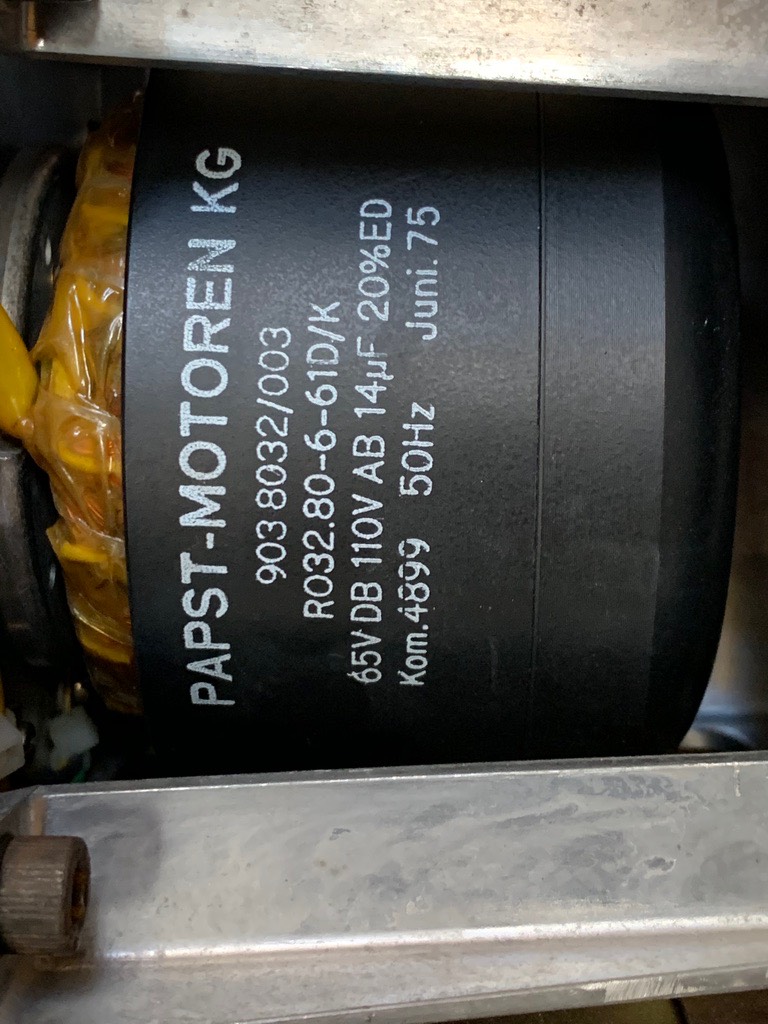 PAPST-MOTOREN KG
903 8032/003
RO32.80-6-61D/K
65V DB 110V AB 14µF 20%ED
Kom.4899 50Hz Juni.75